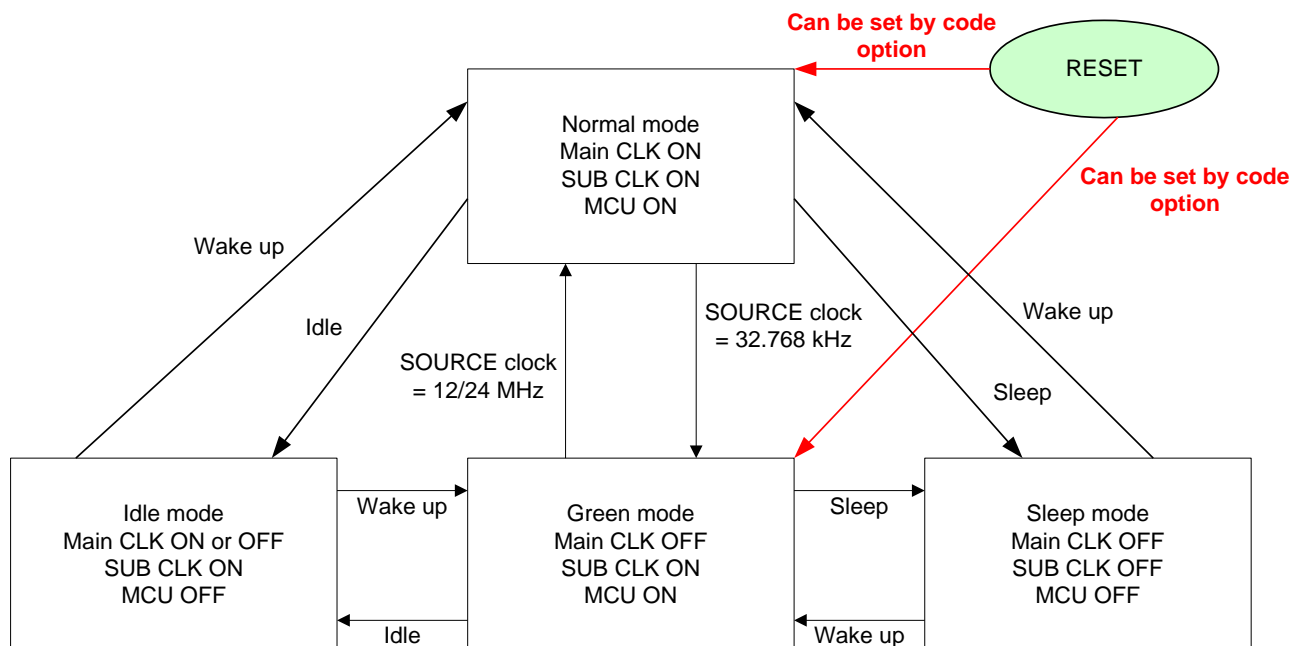 Can be set by code
option
RESET
Normal mode
Main CLK ON
SUB CLK ON
MCU ON
Can be set by code
option
Wake up
Idle
SOURCE clock
= 12/24 MHz
SOURCE clock
= 32.768 kHz
Wake up
Sleep
Idle mode
Main CLK ON or OFF
SUB CLK ON
MCU OFF
Wake up
Idle
Green mode
Main CLK OFF
SUB CLK ON
MCU ON
Sleep
Wake up
Sleep mode
Main CLK OFF
SUB CLK OFF
MCU OFF